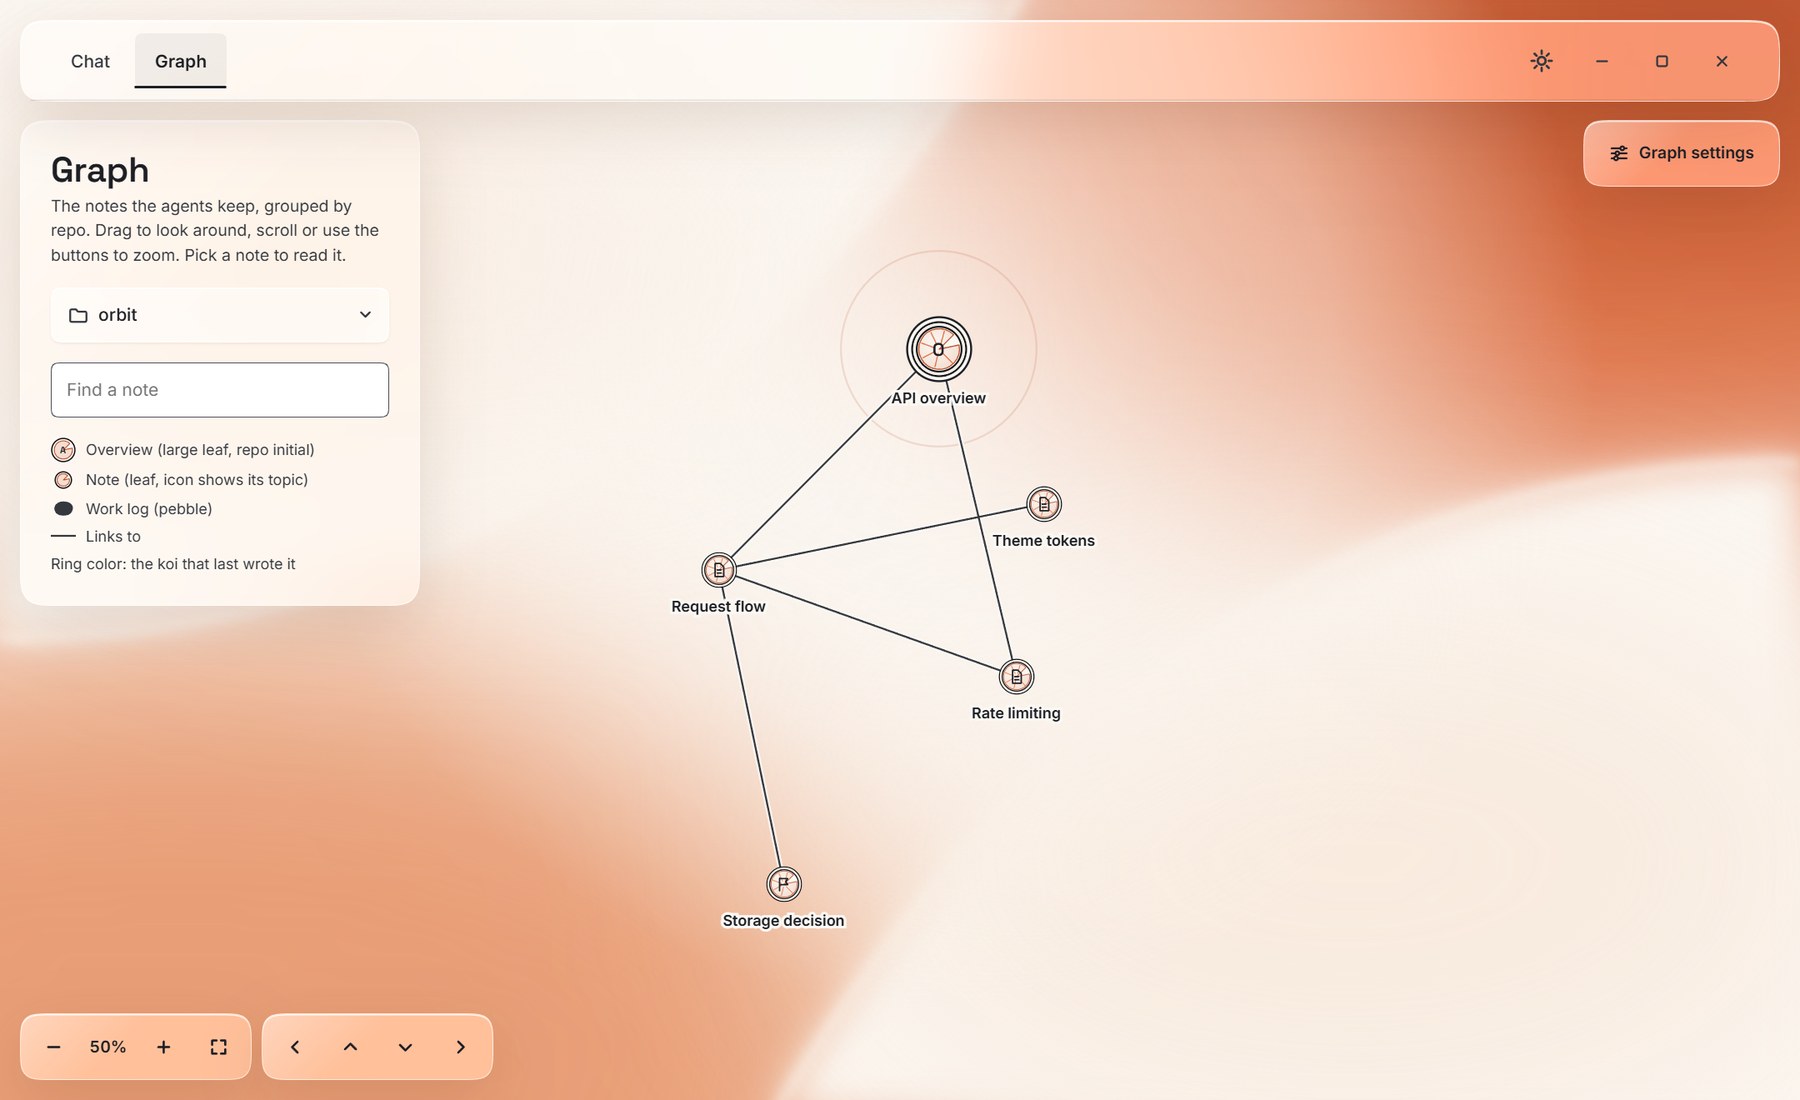 Chat
Graph
Graph
The notes the agents keep, grouped by
repo. Drag to look around, scroll or use the
buttons to zoom. Pick a note to read it.
orbit
Find a note
A
Overview (large leaf, repo initial)
Note (leaf, icon shows its topic)
Work log (pebble)
Links to
Ring color: the koi that last wrote it
Graph settings
O
API overview
Theme tokens
Request flow
Rate limiting
Storage decision
50%